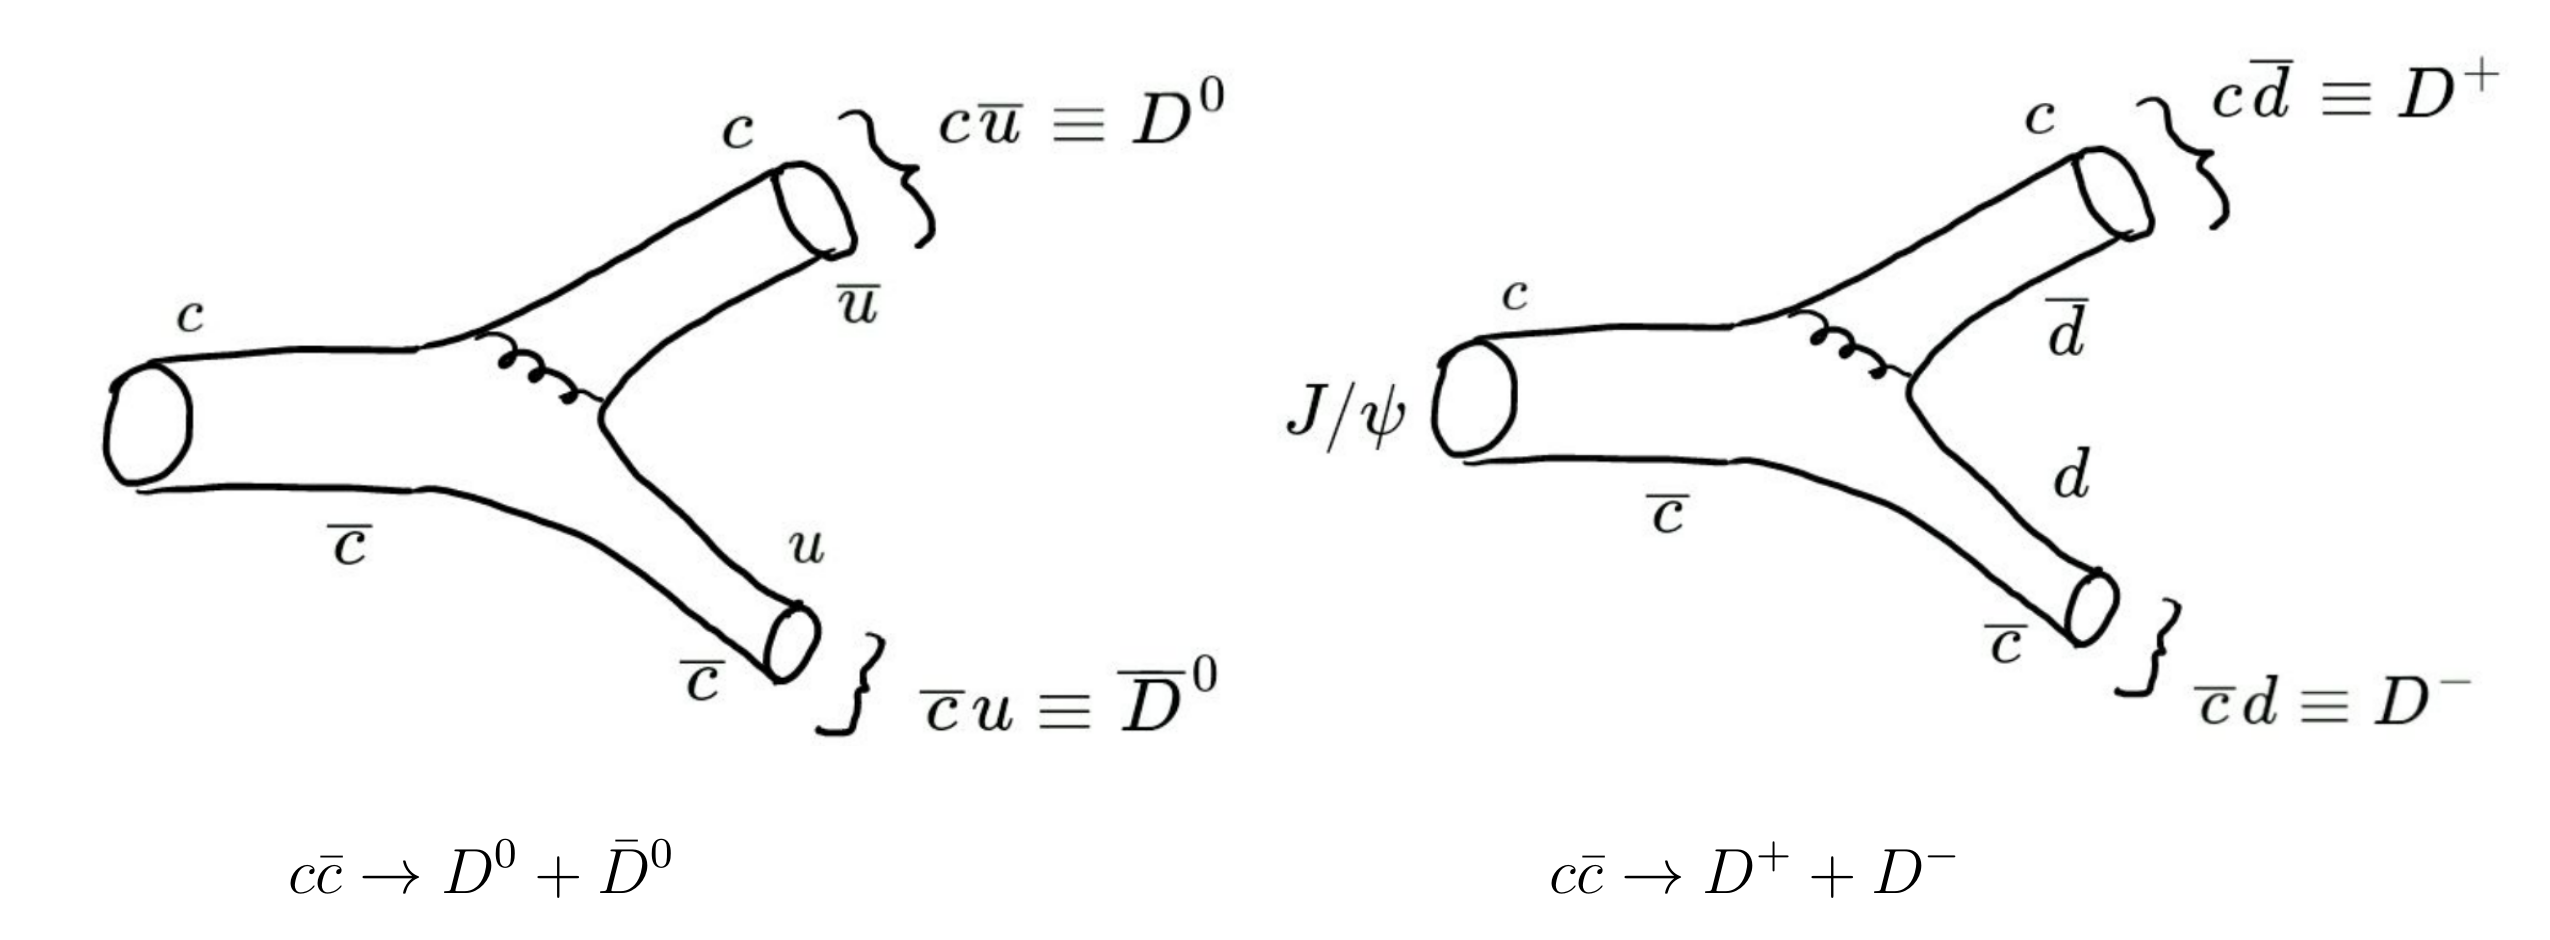 c
c
c̅
c̅
u̅
u
c u̅ ≡ D⁰
c̅ u ≡ D̅⁰
cc̄ → D⁰ + D̄⁰
J/ψ
c
c
c̅
c̅
d̅
d
c d̅ ≡ D⁺
c̅ d ≡ D⁻
cc̄ → D⁺ + D⁻